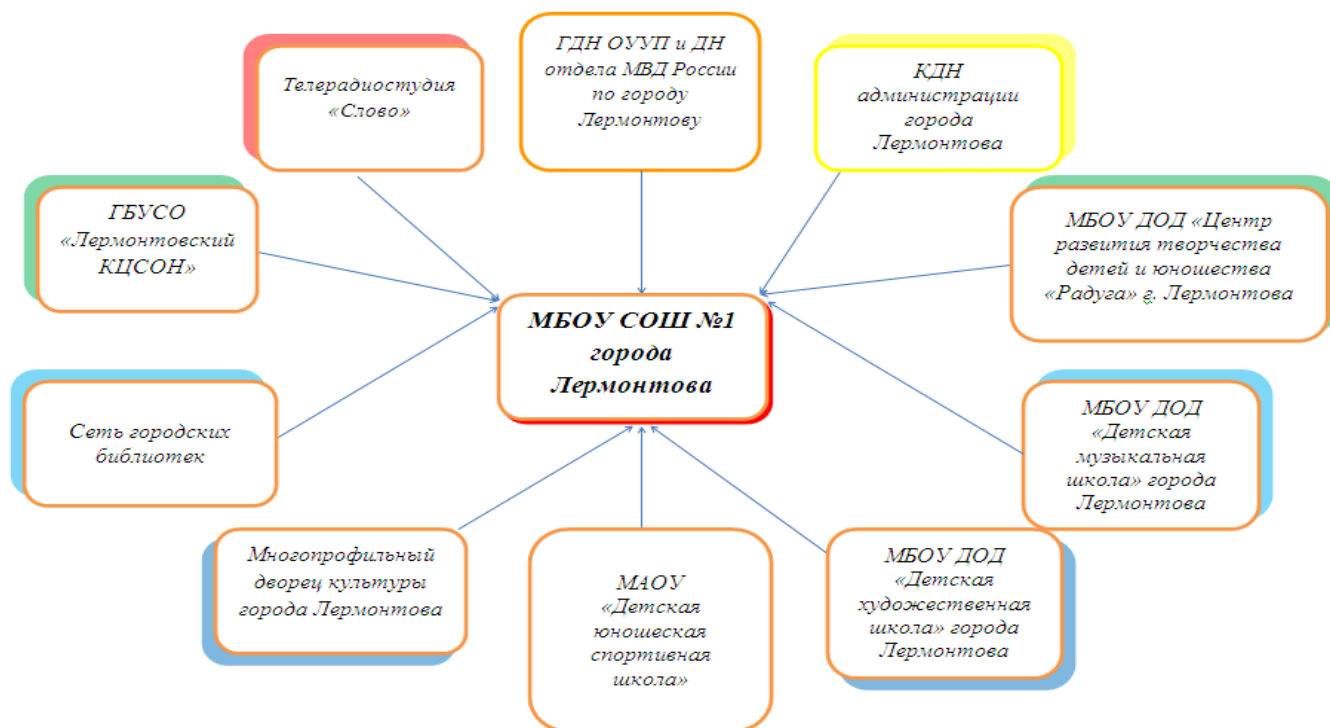 Телерадиостудия
«Слово»
ГДН ОУУП и ДН
отдела МВД России
по городу
Лермонтову
КДН
администрации
города
Лермонтова
ГБУСО
«Лермонтовский
КЦСОН»
МБОУ ДОД «Центр
развития творчества
детей и юношества
«Радуга» г. Лермонтова
МБОУ СОШ №1
города
Лермонтова
Сеть городских
библиотек
МБОУ ДОД
«Детская
музыкальная
школа» города
Лермонтова
Многопрофильный
дворец культуры
города Лермонтова
МАОУ
«Детская
юношеская
спортивная
школа»
МБОУ ДОД
«Детская
художественная
школа» города
Лермонтова